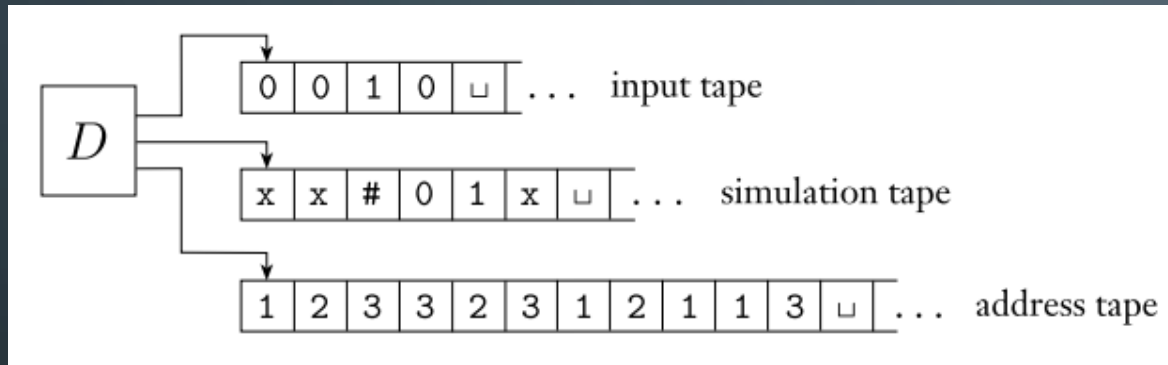 0 0 1 0 ␣ ... input tape
D
x x # 0 1 x ␣ ... simulation tape
1 2 3 3 2 3 1 2 1 1 3 ␣ ... address tape